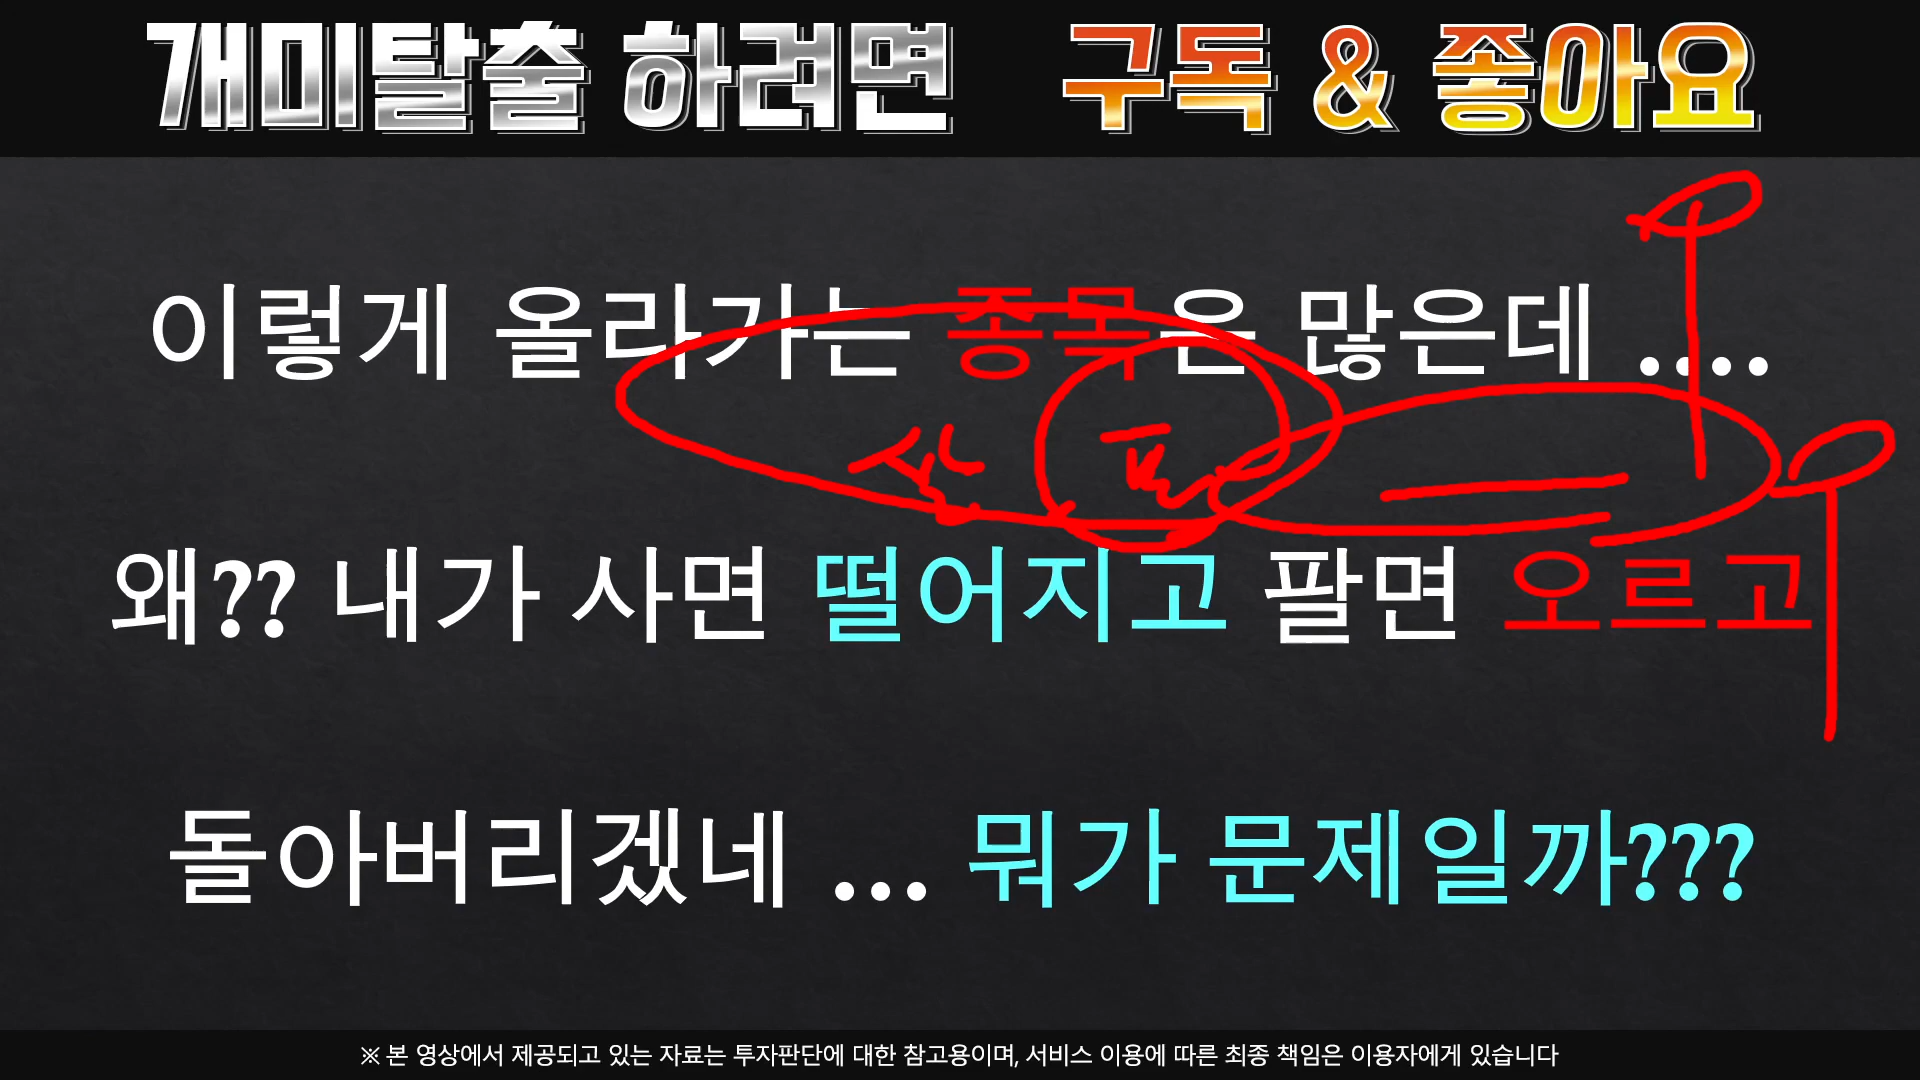 개미탈출 하려면 구독 & 좋아요
이렇게 올라가는 종목은 많은데 ....
왜?? 내가 사면 떨어지고 팔면 오르고
돌아버리겠네 ... 뭐가 문제일까???
※ 본 영상에서 제공되고 있는 자료는 투자판단에 대한 참고용이며, 서비스 이용에 따른 최종 책임은 이용자에게 있습니다